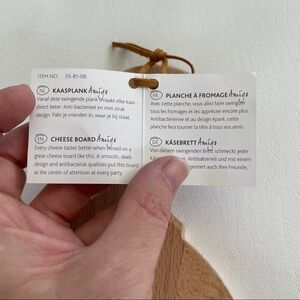 ITEM NO. 35-81-08
NL KAASPLANK Amigo
Vanaf deze swingende plank smaakt elke kaas
direct beter. Anti-bacterieel en met strak
design. Pak je vrienden in, waar hij bij staat.
EN CHEESE BOARD Amigo
Every cheese tastes better when served on a
great cheese board like this. A smooth, sleek
design and antibacterial qualities put this board
at the center of attention at every party.
FR PLANCHE À FROMAGE Amigo
Avec cette planche, vous allez faire swinguer
tous les fromages et les apprécier encore plus.
Antibactérienne et au design épuré, cette
planche fera tourner la tête à tous vos amis.
DE KÄSEBRETT Amigo
Von diesem swingenden Brett schmeckt jeder
Käse Antibakteriell und mit einem
auch ihre Freunde,